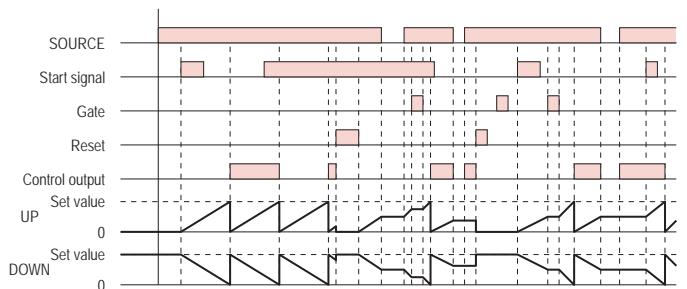 SOURCE
Start signal
Gate
Reset
Control output
Set value
UP
0
Set value
DOWN
0